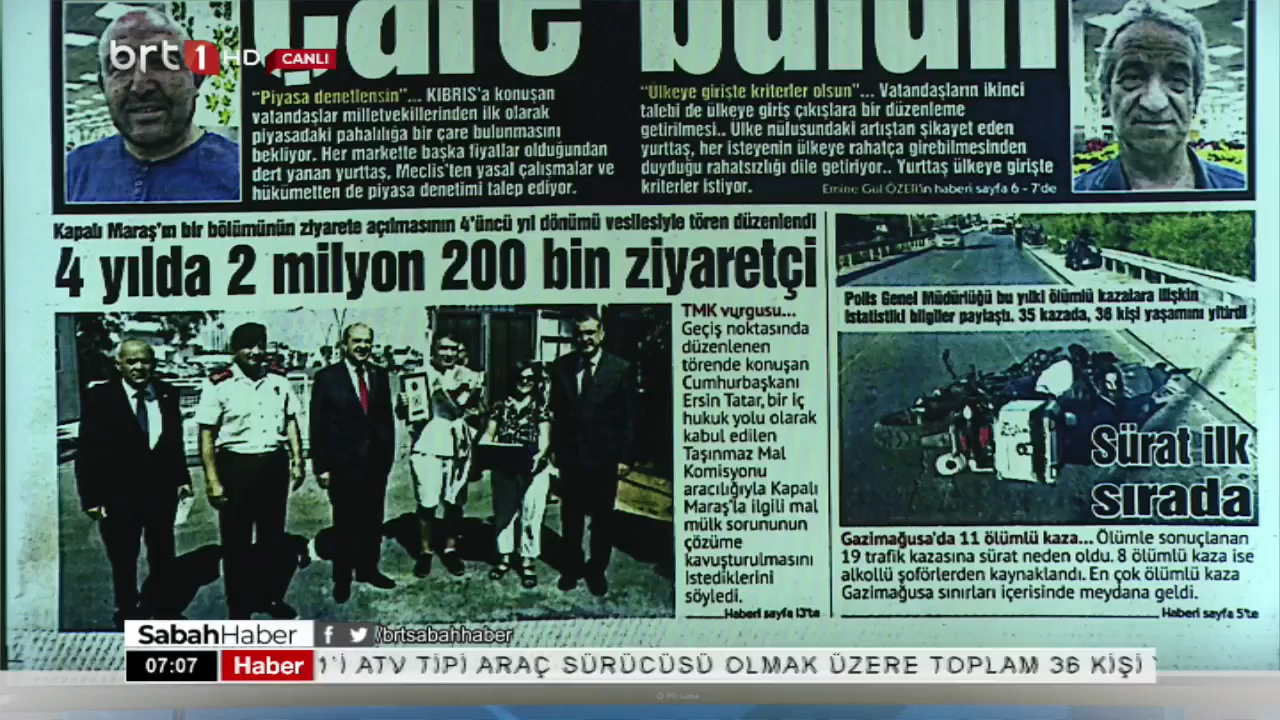 Çare bulun
brt 1 HD CANLI
"Piyasa denetlensin"... KIBRIS'a konuşan
vatandaşlar milletvekillerinden ilk olarak
piyasadaki pahalılığa bir çare bulunmasını
bekliyor. Her markette başka fiyatlar olduğundan
dert yanan yurttaş, Meclis'ten yasal çalışmalar ve
hükümetten de piyasa denetimi talep ediyor.
"Ülkeye girişte kriterler olsun"... Vatandaşların ikinci
talebi de ülkeye giriş çıkışlara bir düzenleme
getirilmesi.. Ülke nüfusundaki artıştan şikayet eden
yurttaş, her isteyenin ülkeye rahatça girebilmesinden
duyduğu rahatsızlığı dile getiriyor.. Yurttaş ülkeye girişte
kriterler istiyor.
Emine Gül ÖZER'in haberi sayfa 6 - 7'de
Kapalı Maraş'ın bir bölümünün ziyarete açılmasının 4'üncü yıl dönümü vesilesiyle tören düzenlendi
4 yılda 2 milyon 200 bin ziyaretçi
TMK vurgusu...
Geçiş noktasında
düzenlenen
törende konuşan
Cumhurbaşkanı
Ersin Tatar, bir iç
hukuk yolu olarak
kabul edilen
Taşınmaz Mal
Komisyonu
aracılığıyla Kapalı
Maraş'la ilgili mal
mülk sorununun
çözüme
kavuşturulmasını
istediklerini
söyledi.
Haberi sayfa 13'te
Polis Genel Müdürlüğü bu yılki ölümlü kazalara ilişkin
istatistiki bilgiler paylaştı. 35 kazada, 36 kişi yaşamını yitirdi
Sürat ilk
sırada
Gazimağusa'da 11 ölümlü kaza... Ölümle sonuçlanan
19 trafik kazasına sürat neden oldu. 8 ölümlü kaza ise
alkollü şoförlerden kaynaklandı. En çok ölümlü kaza
Gazimağusa sınırları içerisinde meydana geldi.
Haberi sayfa 5'te
SabahHaber /brtsabahhaber
07:07 Haber 1'İ ATV TİPİ ARAÇ SÜRÜCÜSÜ OLMAK ÜZERE TOPLAM 36 KİŞİ